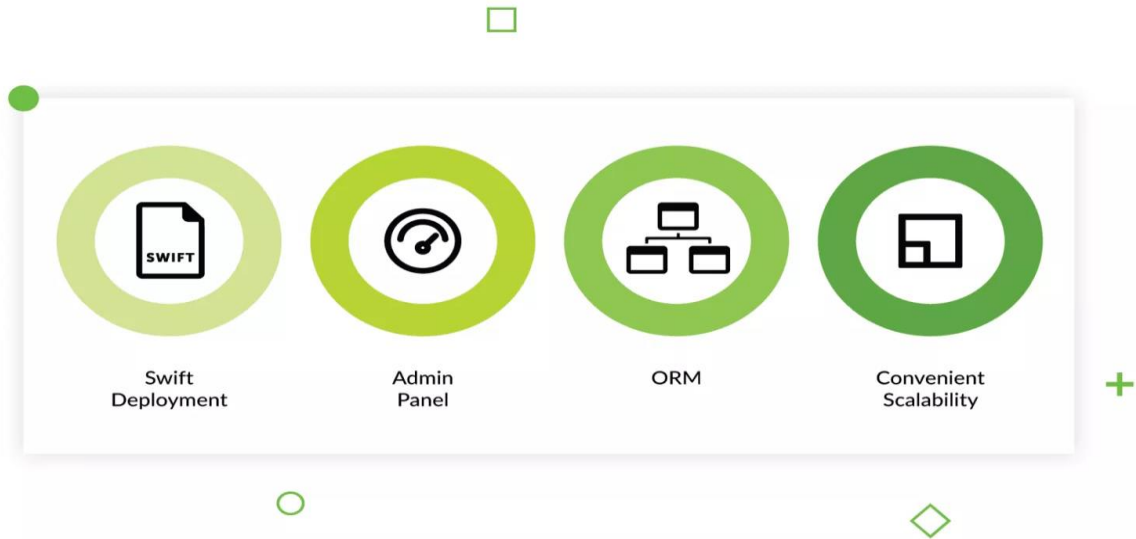 SWIFT
Swift
Deployment
Admin
Panel
ORM
Convenient
Scalability